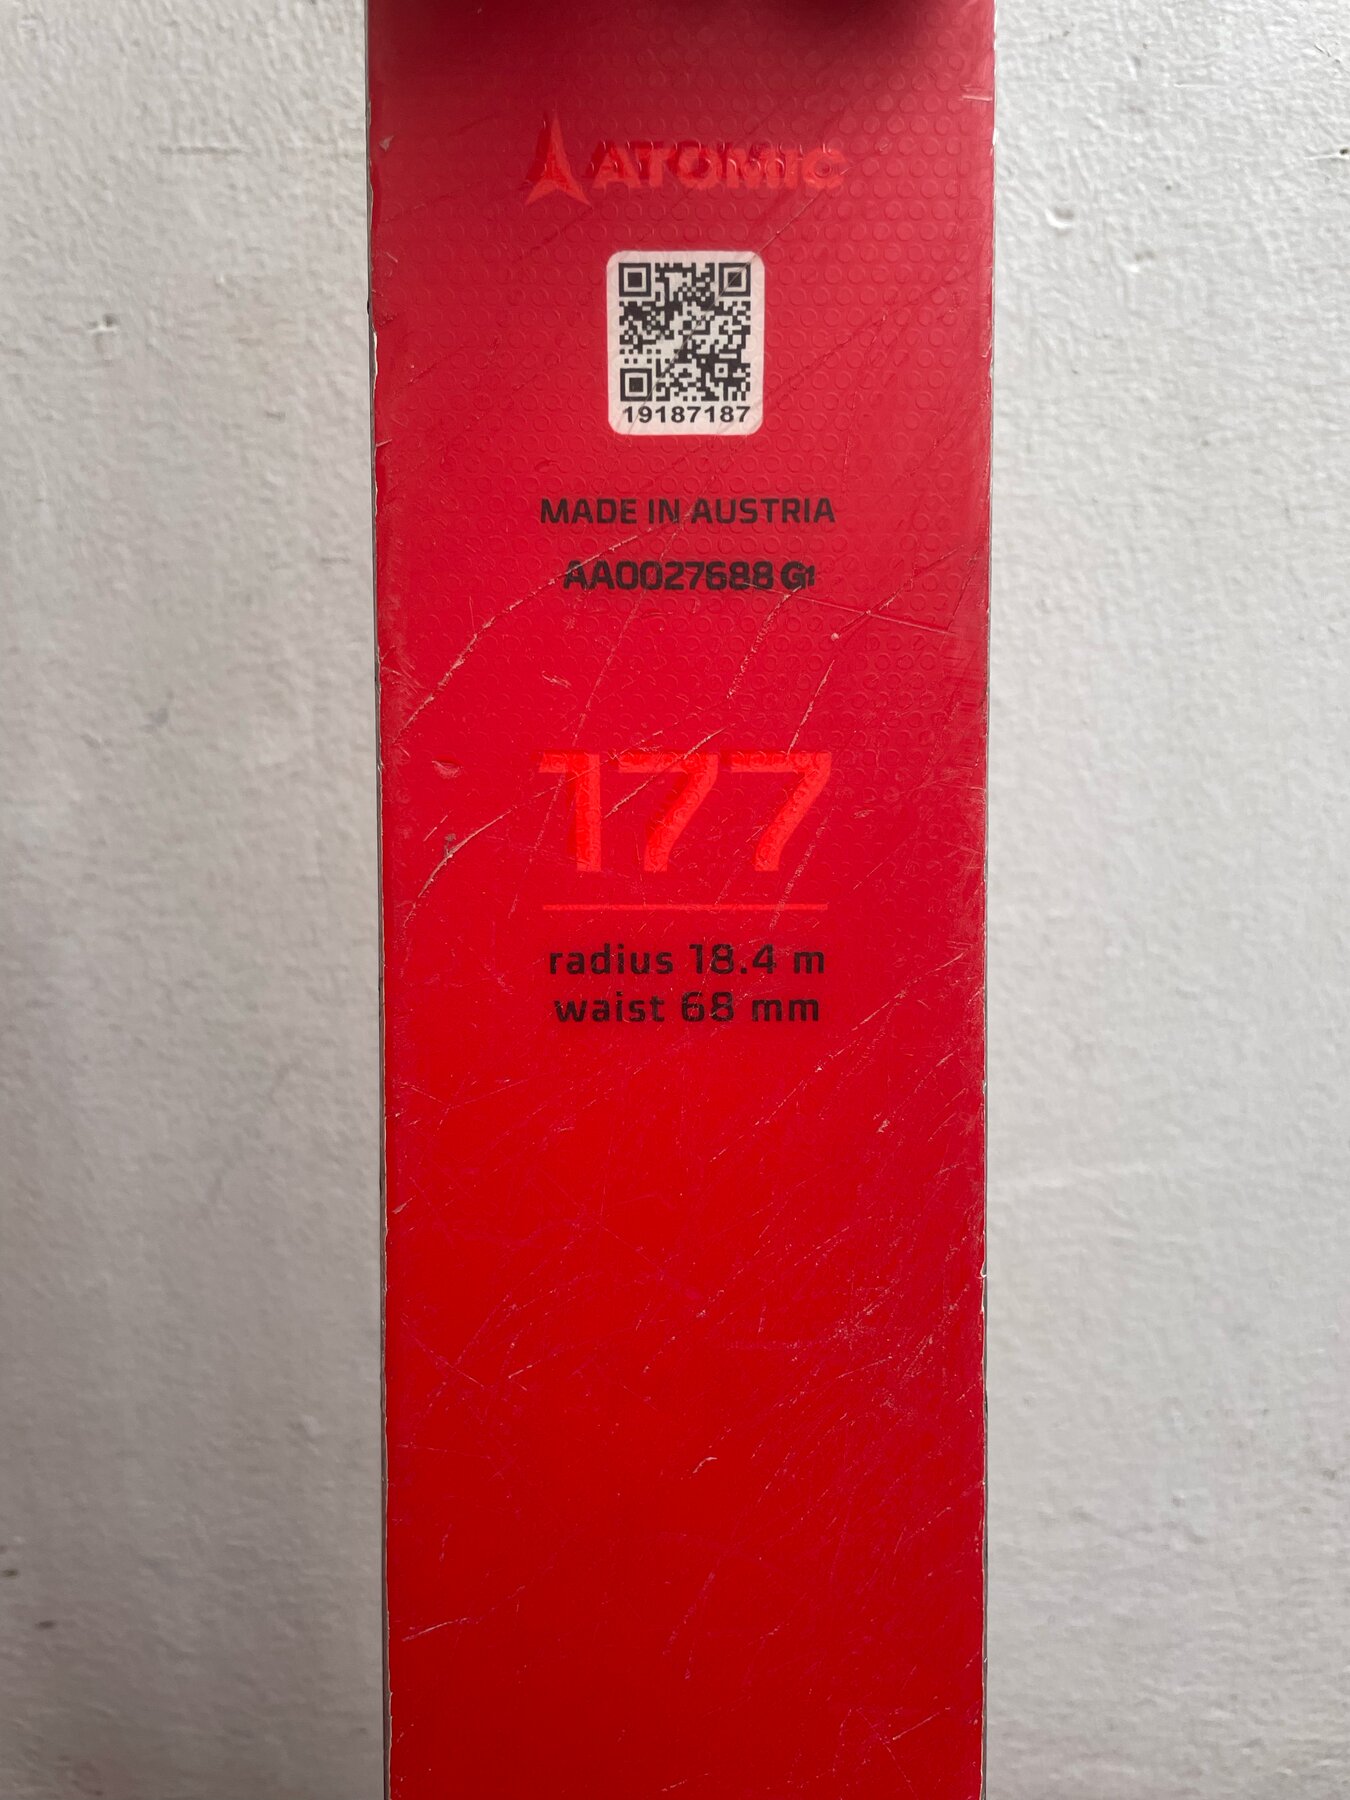 ATOMIC
19187187
MADE IN AUSTRIA
AA0027688 G1
177
radius 18.4 m
waist 68 mm